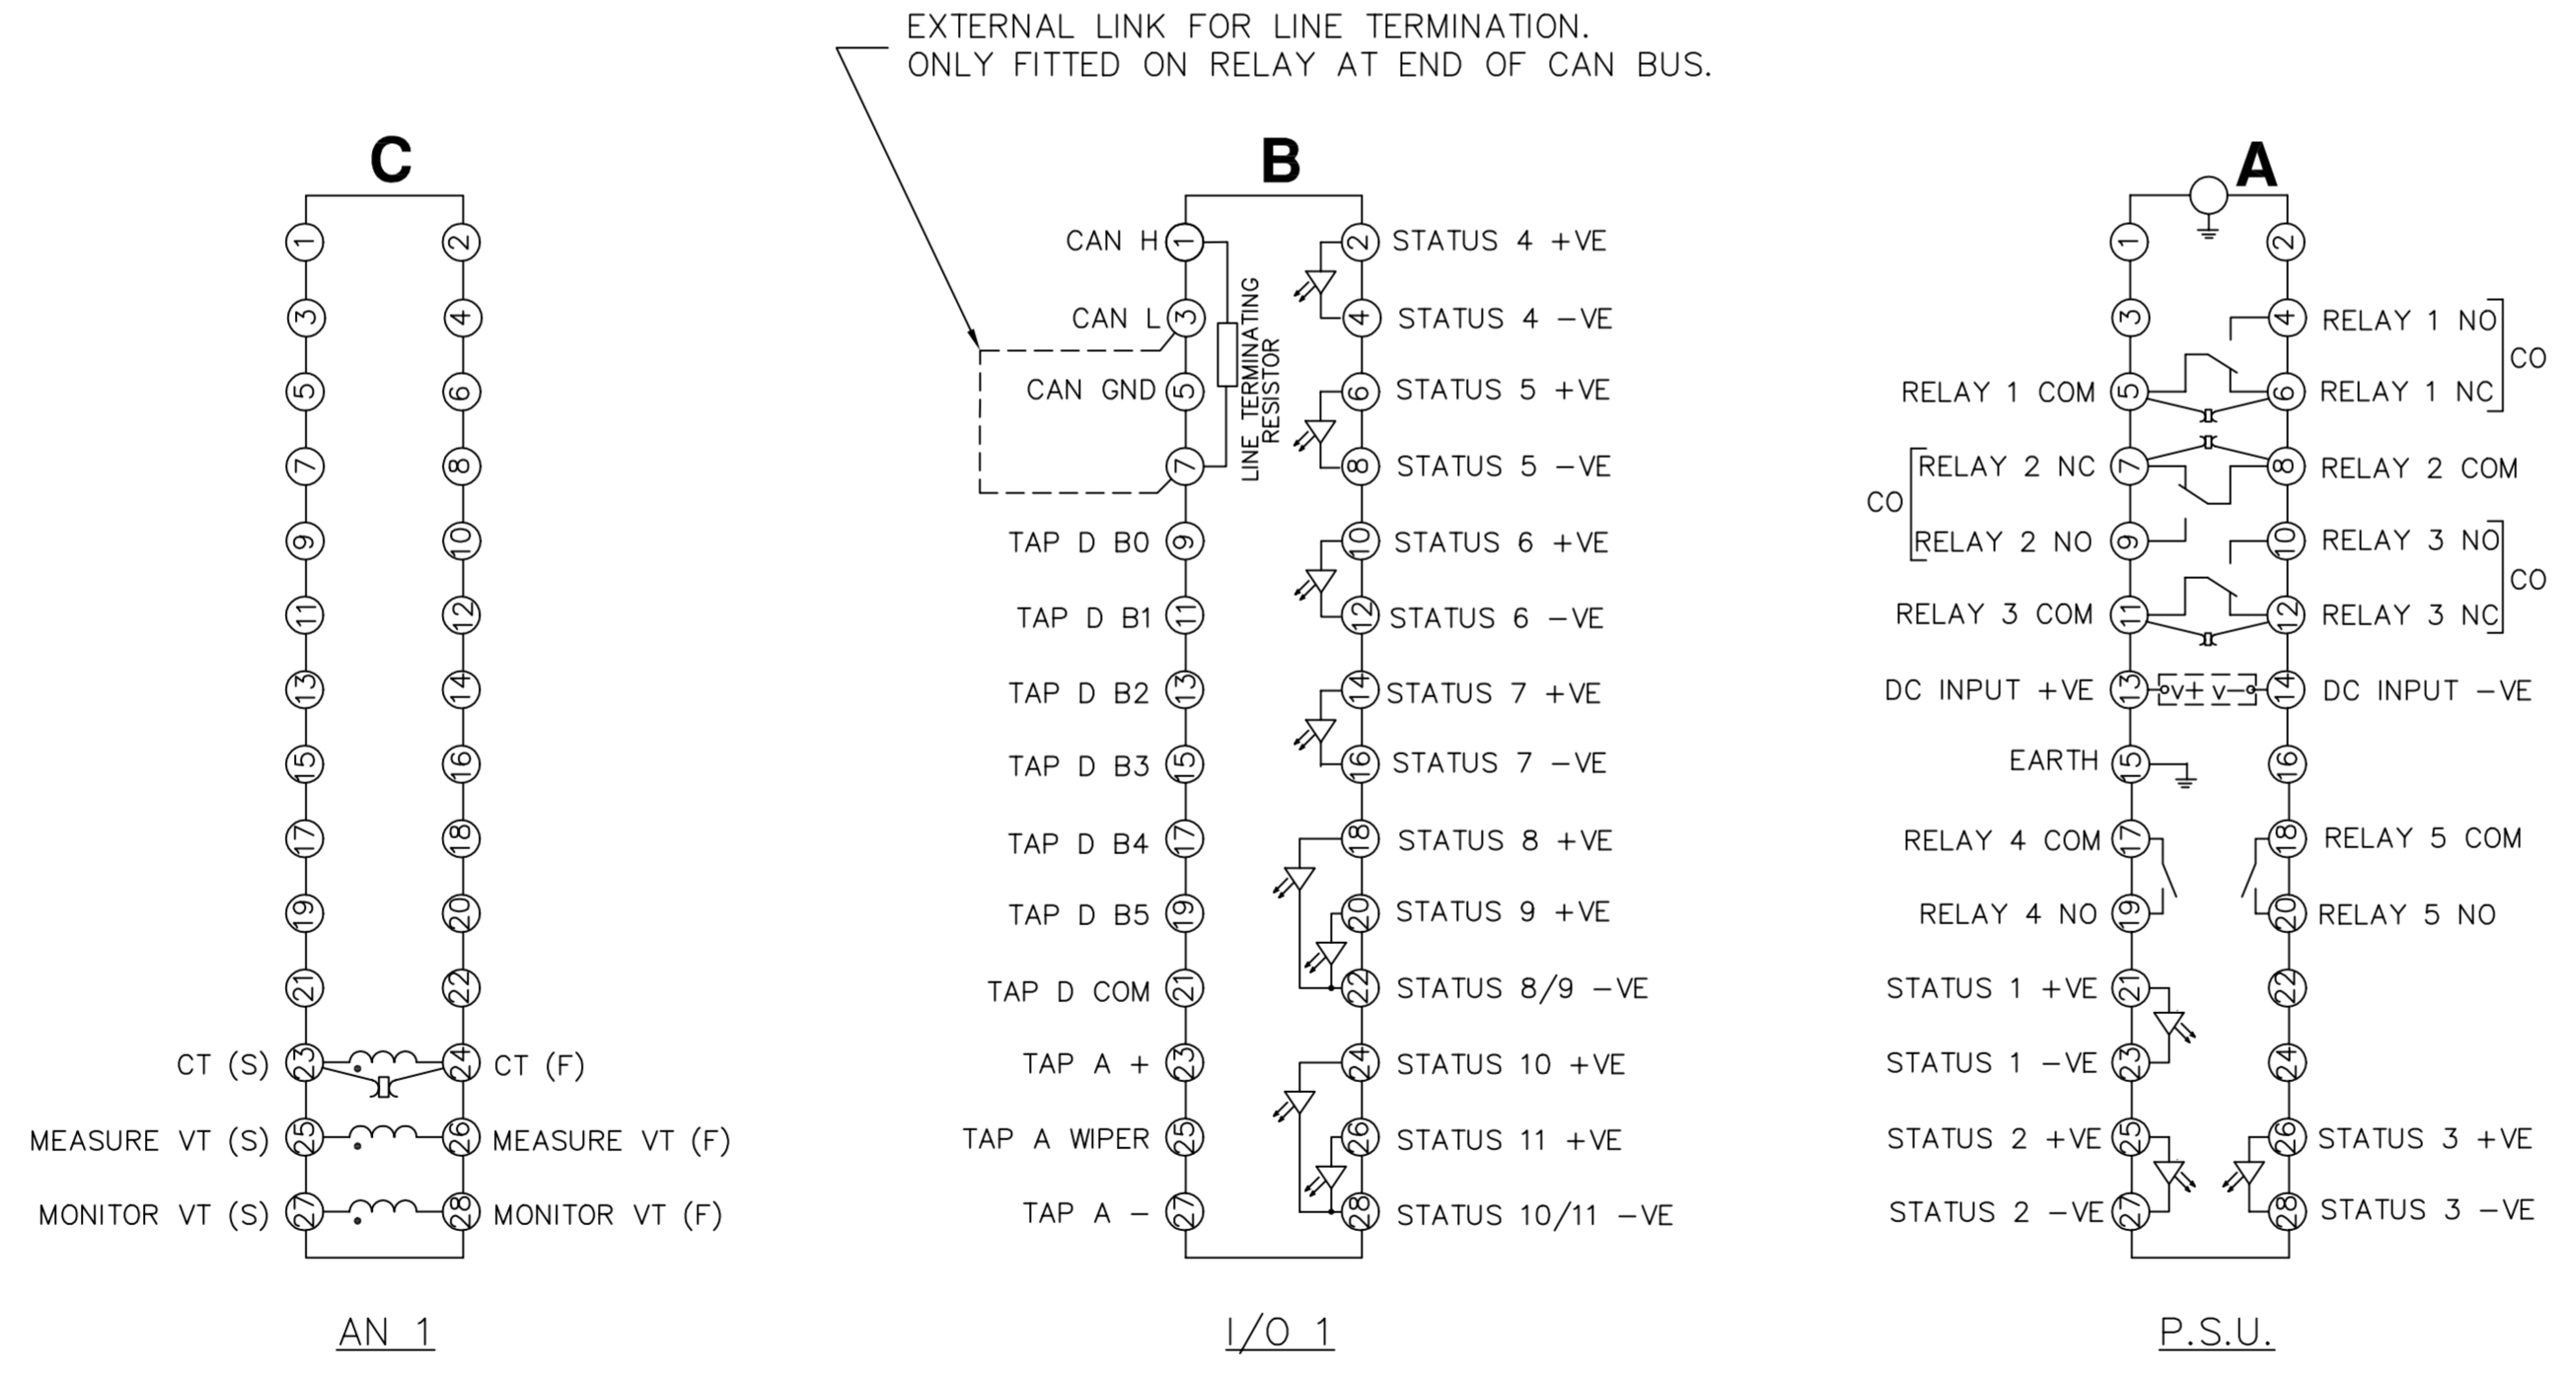 EXTERNAL LINK FOR LINE TERMINATION.
ONLY FITTED ON RELAY AT END OF CAN BUS.
C
1
2
3
4
5
6
7
8
9
10
11
12
13
14
15
16
17
18
19
20
21
22
CT (S) 23
24 CT (F)
MEASURE VT (S) 25
26 MEASURE VT (F)
MONITOR VT (S) 27
28 MONITOR VT (F)
AN 1
B
CAN H 1
2 STATUS 4 +VE
CAN L 3
4 STATUS 4 -VE
CAN GND 5
6 STATUS 5 +VE
7
8 STATUS 5 -VE
LINE TERMINATING
RESISTOR
TAP D B0 9
10 STATUS 6 +VE
TAP D B1 11
12 STATUS 6 -VE
TAP D B2 13
14 STATUS 7 +VE
TAP D B3 15
16 STATUS 7 -VE
TAP D B4 17
18 STATUS 8 +VE
TAP D B5 19
20 STATUS 9 +VE
TAP D COM 21
22 STATUS 8/9 -VE
TAP A + 23
24 STATUS 10 +VE
TAP A WIPER 25
26 STATUS 11 +VE
TAP A - 27
28 STATUS 10/11 -VE
I/O 1
A
1
2
3
4 RELAY 1 NO
CO
RELAY 1 COM 5
6 RELAY 1 NC
RELAY 2 NC 7
8 RELAY 2 COM
CO
RELAY 2 NO 9
10 RELAY 3 NO
CO
RELAY 3 COM 11
12 RELAY 3 NC
DC INPUT +VE 13
V+ V-
14 DC INPUT -VE
EARTH 15
16
RELAY 4 COM 17
18 RELAY 5 COM
RELAY 4 NO 19
20 RELAY 5 NO
STATUS 1 +VE 21
22
STATUS 1 -VE 23
24
STATUS 2 +VE 25
26 STATUS 3 +VE
STATUS 2 -VE 27
28 STATUS 3 -VE
P.S.U.